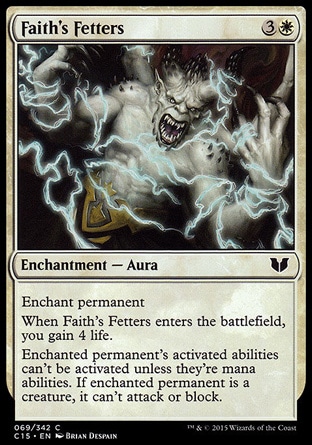 Faith's Fetters 3
Enchantment — Aura
Enchant permanent
When Faith's Fetters enters the battlefield,
you gain 4 life.
Enchanted permanent's activated abilities
can't be activated unless they're mana
abilities. If enchanted permanent is a
creature, it can't attack or block.
069/342 C
C15 • EN Brian Despain
™ & © 2015 Wizards of the Coast